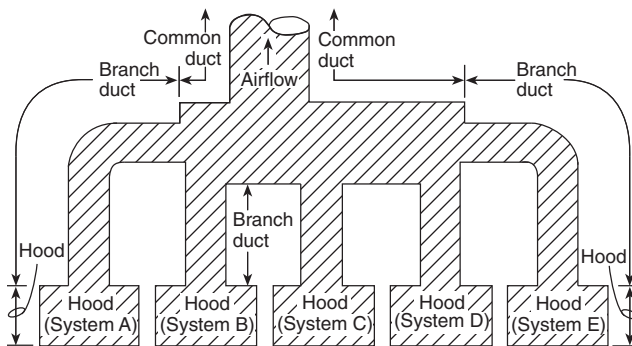 Common
duct
Common
duct
Airflow
Branch
duct
Branch
duct
Branch
duct
Hood
Hood
Hood
(System A)
Hood
(System B)
Hood
(System C)
Hood
(System D)
Hood
(System E)